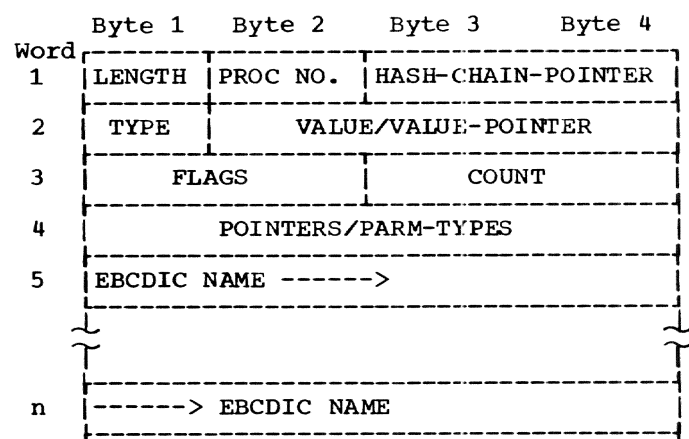 Byte 1 Byte 2 Byte 3 Byte 4
Word
1 LENGTH PROC NO. HASH-CHAIN-POINTER
2 TYPE VALUE/VALUE-POINTER
3 FLAGS COUNT
4 POINTERS/PARM-TYPES
5 EBCDIC NAME ------>
n ------> EBCDIC NAME